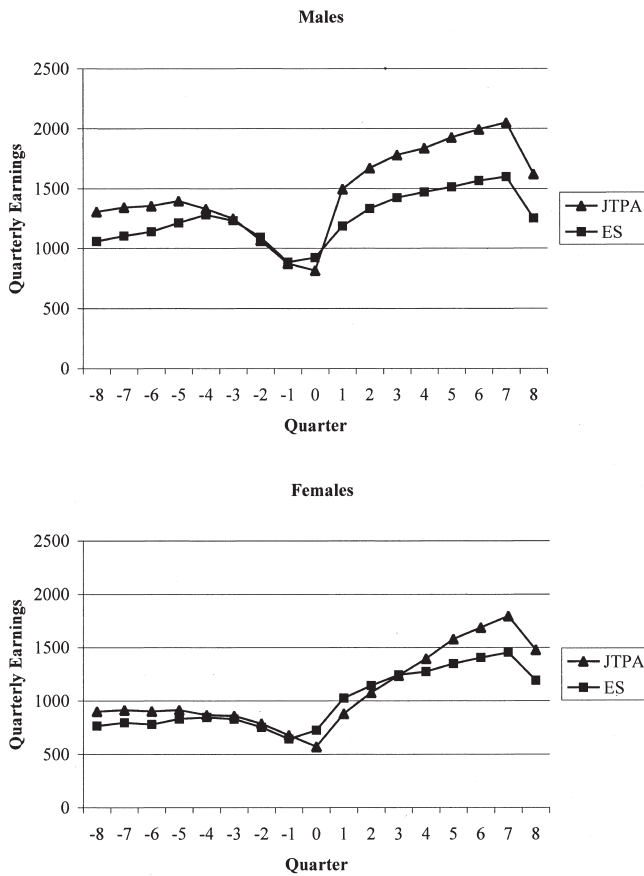 Males
2500
2000
1500
1000
500
0
Quarterly Earnings
-8 -7 -6 -5 -4 -3 -2 -1 0 1 2 3 4 5 6 7 8
Quarter
JTPA
ES
Females
2500
2000
1500
1000
500
0
Quarterly Earnings
-8 -7 -6 -5 -4 -3 -2 -1 0 1 2 3 4 5 6 7 8
Quarter
JTPA
ES